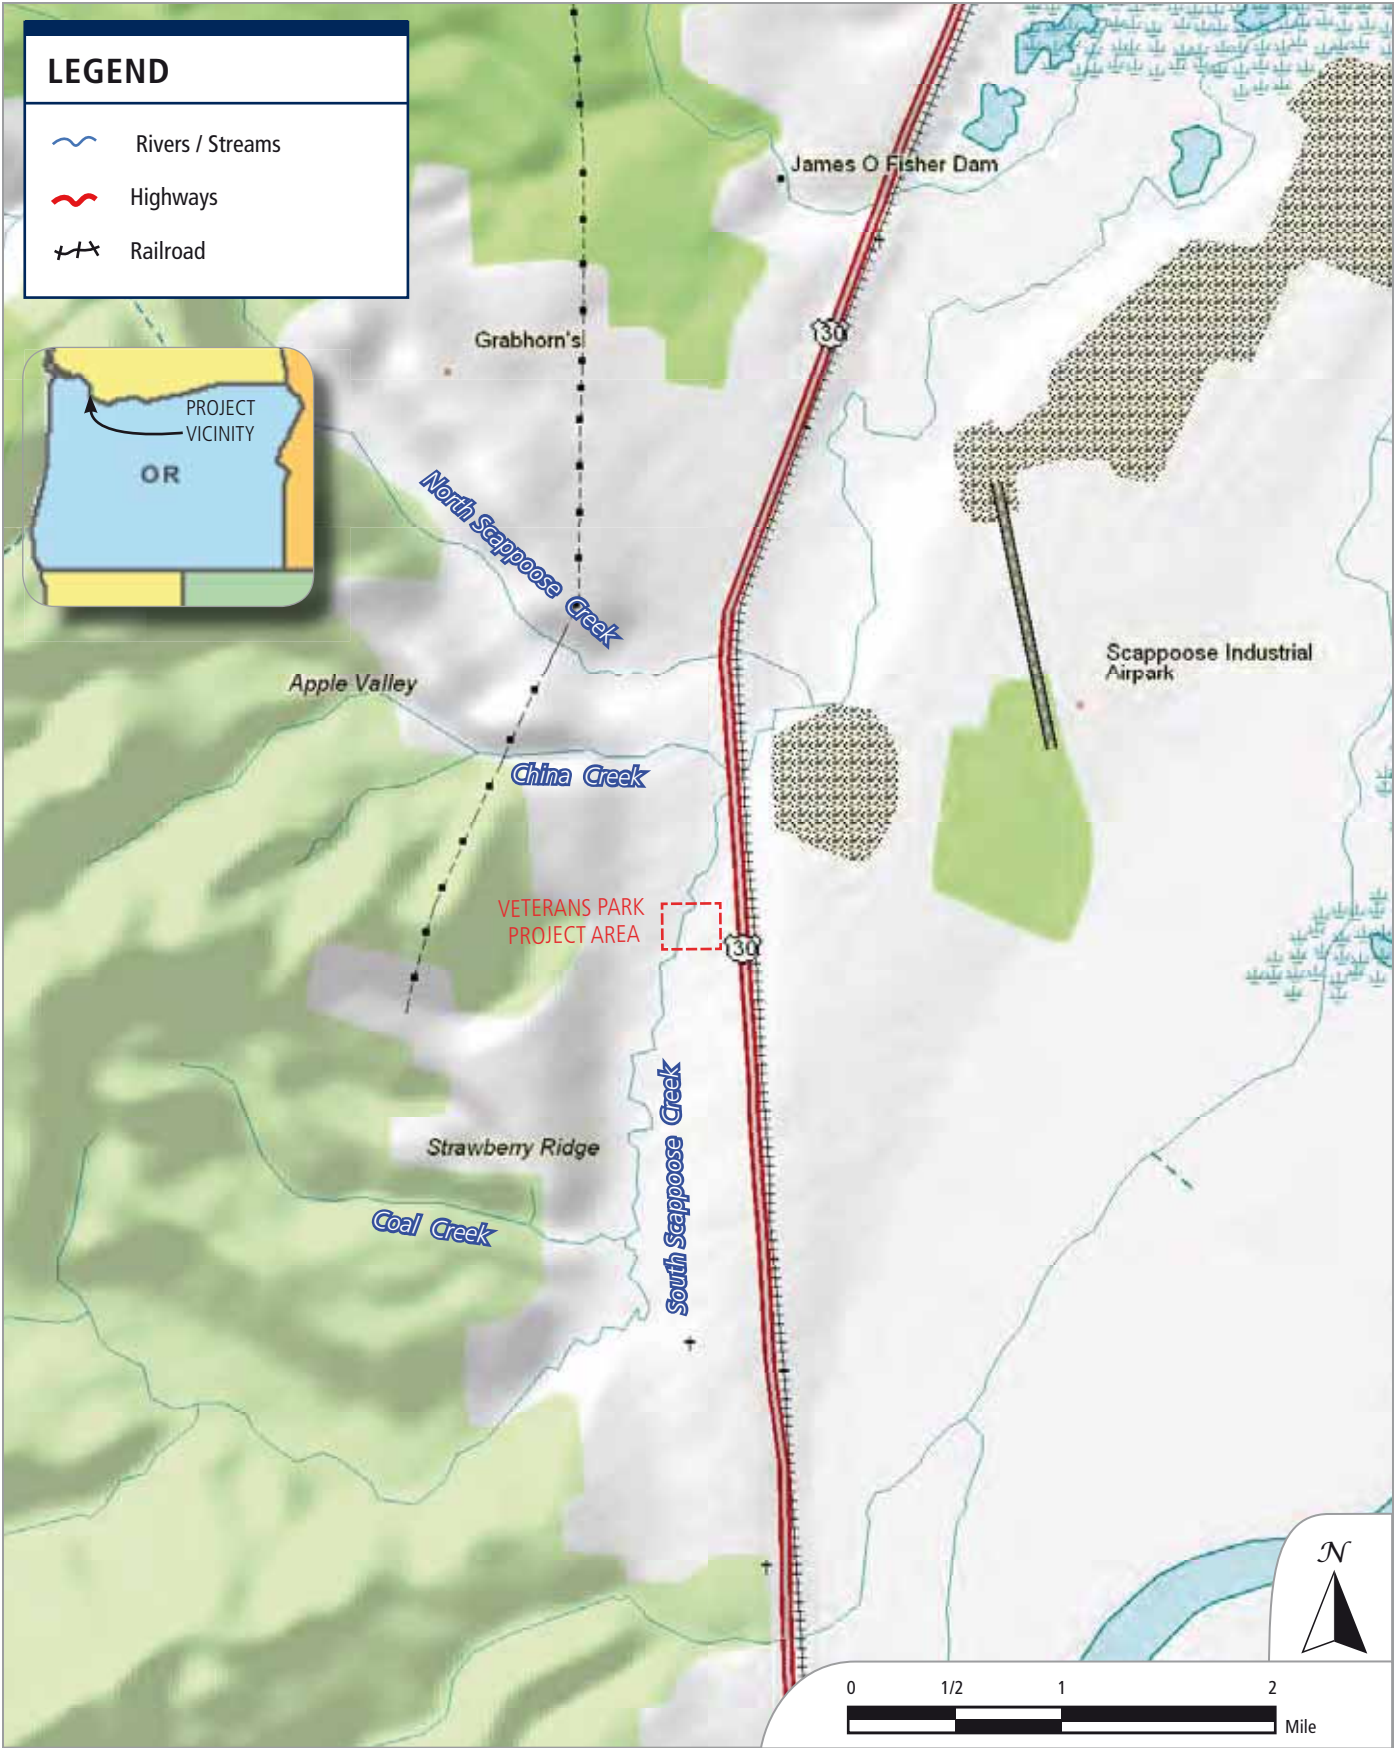 LEGEND
Rivers / Streams
Highways
Railroad
James O Fisher Dam
30
Grabhorn's
PROJECT
VICINITY
OR
North Scappoose Creek
Scappoose Industrial
Airpark
Apple Valley
China Creek
VETERANS PARK
PROJECT AREA
30
South Scappoose Creek
Strawberry Ridge
Coal Creek
N
0 1/2 1 2
Mile